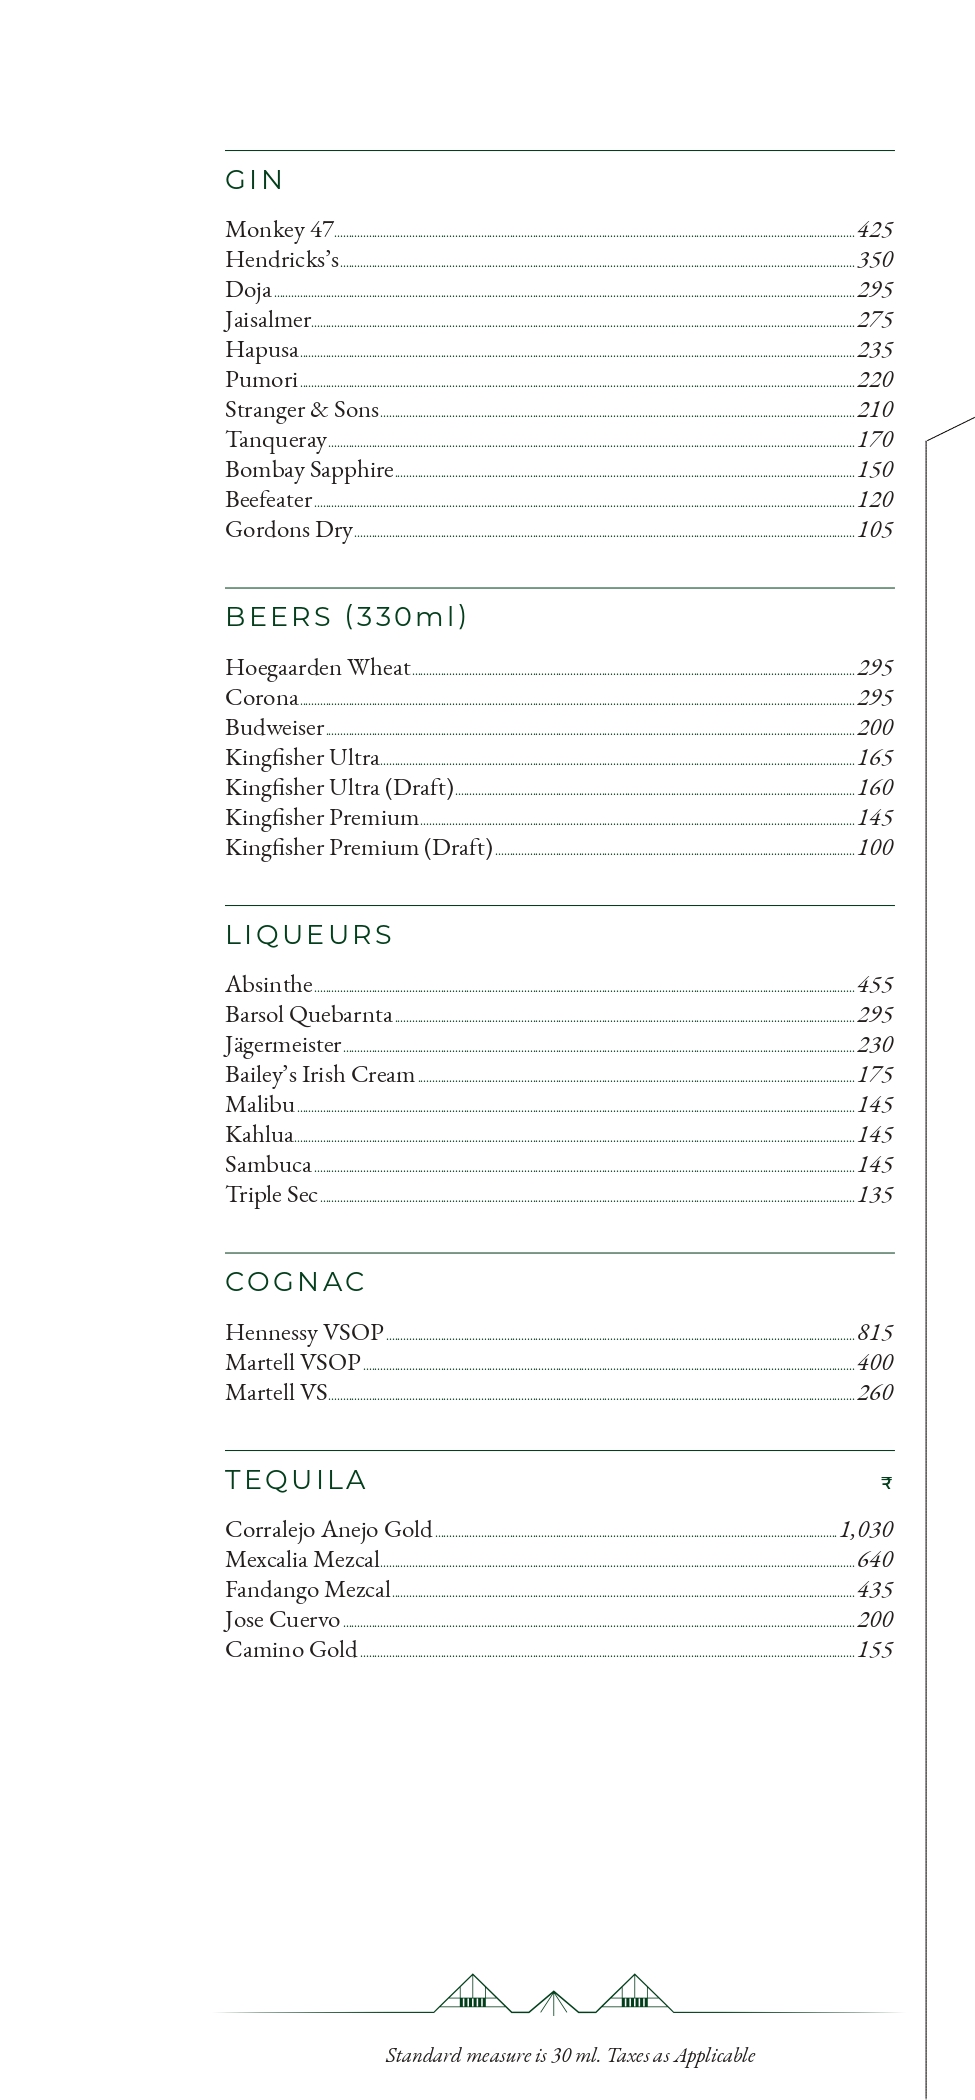 GIN
Monkey 47 425
Hendricks’s 350
Doja 295
Jaisalmer 275
Hapusa 235
Pumori 220
Stranger & Sons 210
Tanqueray 170
Bombay Sapphire 150
Beefeater 120
Gordons Dry 105
BEERS (330ml)
Hoegaarden Wheat 295
Corona 295
Budweiser 200
Kingfisher Ultra 165
Kingfisher Ultra (Draft) 160
Kingfisher Premium 145
Kingfisher Premium (Draft) 100
LIQUEURS
Absinthe 455
Barsol Quebarnta 295
Jägermeister 230
Bailey’s Irish Cream 175
Malibu 145
Kahlua 145
Sambuca 145
Triple Sec 135
COGNAC
Hennessy VSOP 815
Martell VSOP 400
Martell VS 260
TEQUILA ₹
Corralejo Anejo Gold 1,030
Mexcalia Mezcal 640
Fandango Mezcal 435
Jose Cuervo 200
Camino Gold 155
Standard measure is 30 ml. Taxes as Applicable